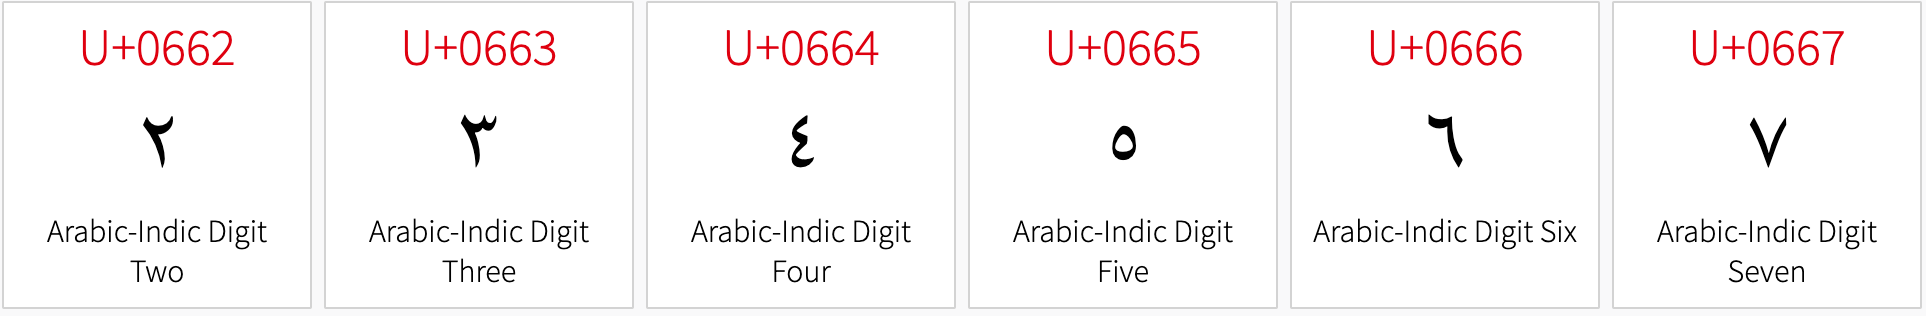 U+0662
٢
Arabic-Indic Digit
Two
U+0663
٣
Arabic-Indic Digit
Three
U+0664
٤
Arabic-Indic Digit
Four
U+0665
٥
Arabic-Indic Digit
Five
U+0666
٦
Arabic-Indic Digit Six
U+0667
٧
Arabic-Indic Digit
Seven